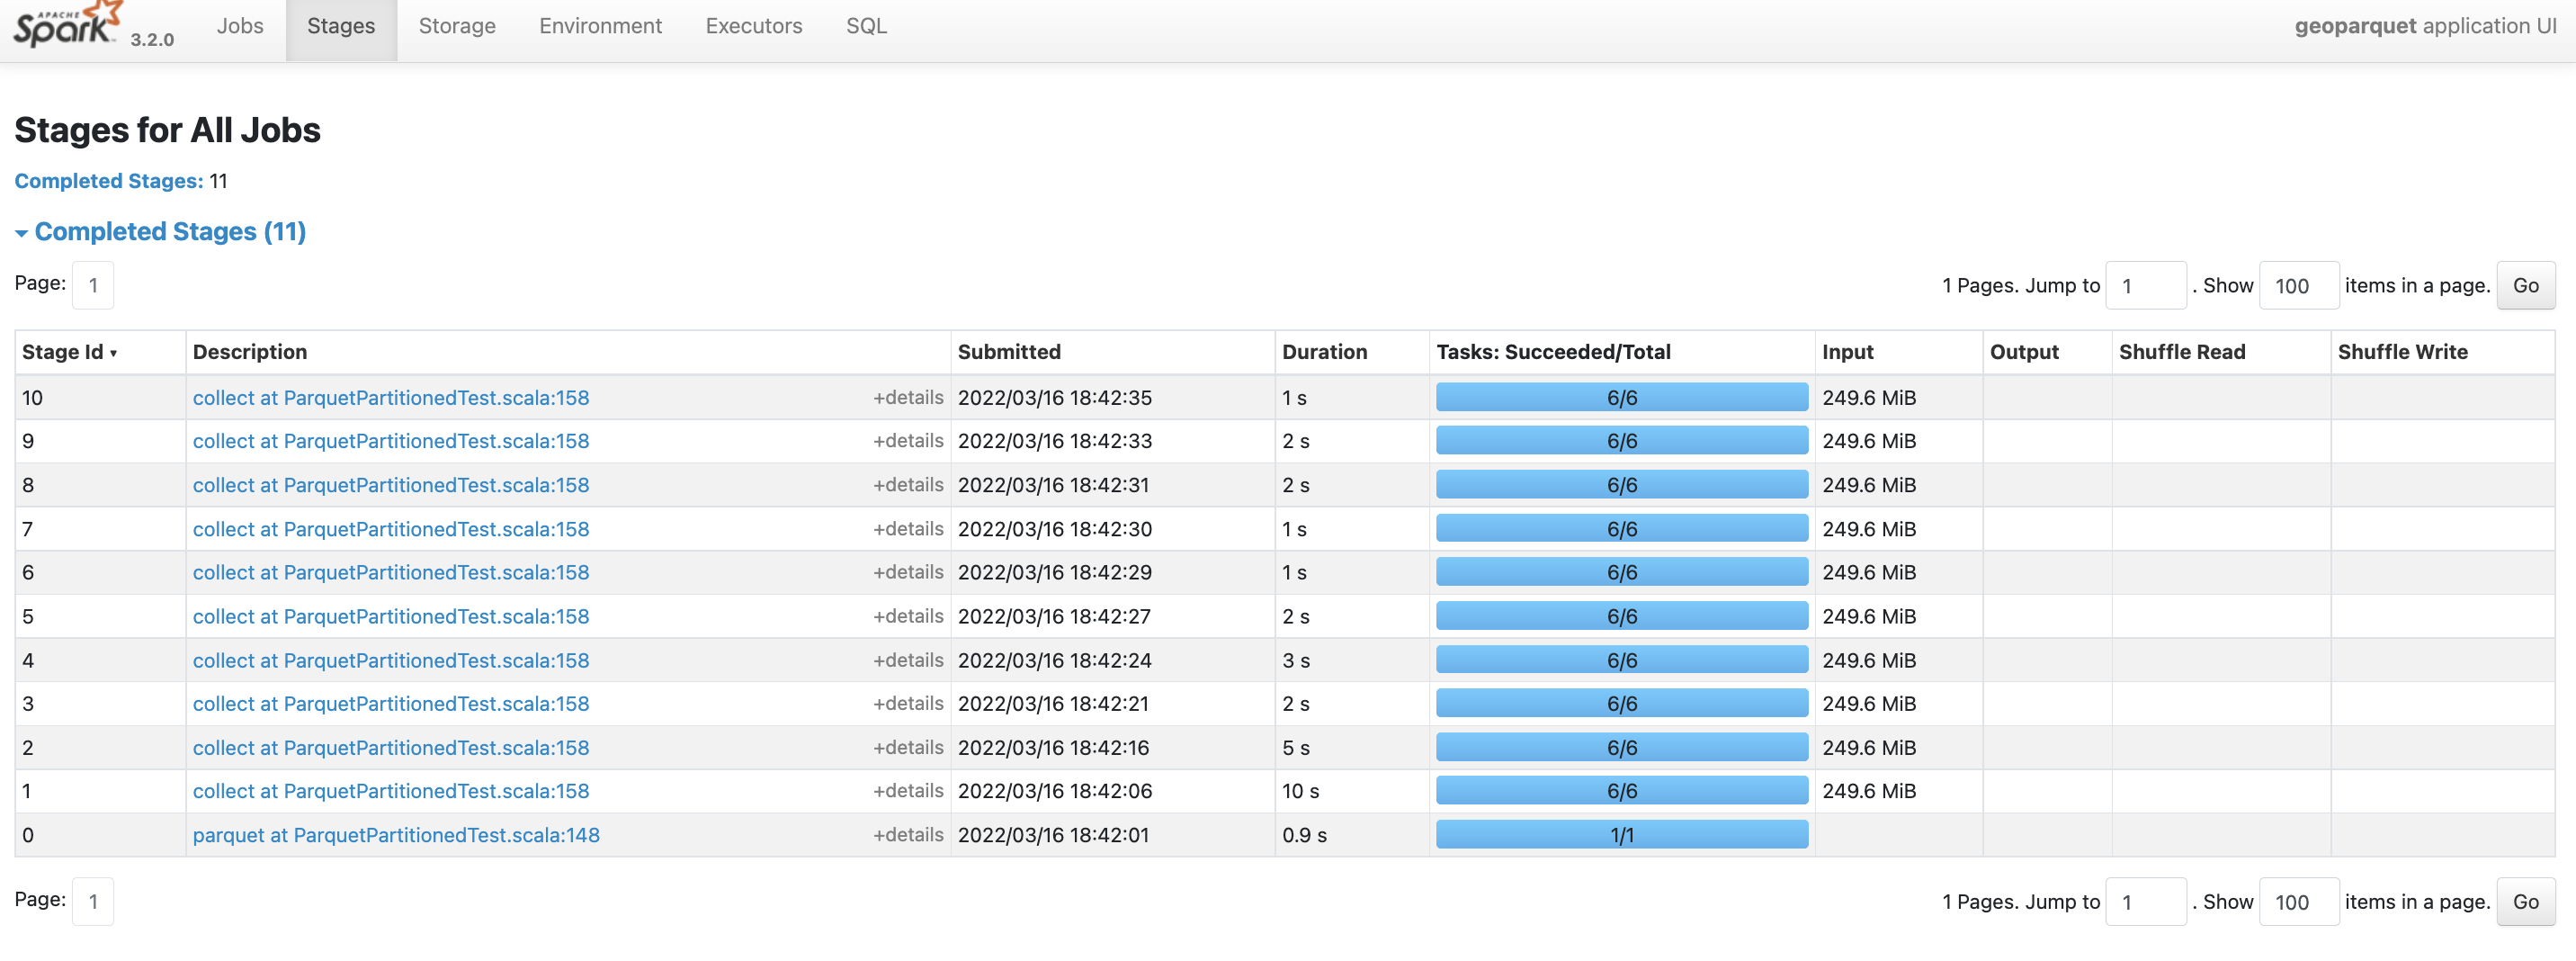 APACHE Spark 3.2.0 Jobs Stages Storage Environment Executors SQL geoparquet application UI
Stages for All Jobs
Completed Stages: 11
Completed Stages (11)
Page: 1 1 Pages. Jump to 1 . Show 100 items in a page. Go
Stage Id ▾ Description Submitted Duration Tasks: Succeeded/Total Input Output Shuffle Read Shuffle Write
10 collect at ParquetPartitionedTest.scala:158 +details 2022/03/16 18:42:35 1 s 6/6 249.6 MiB
9 collect at ParquetPartitionedTest.scala:158 +details 2022/03/16 18:42:33 2 s 6/6 249.6 MiB
8 collect at ParquetPartitionedTest.scala:158 +details 2022/03/16 18:42:31 2 s 6/6 249.6 MiB
7 collect at ParquetPartitionedTest.scala:158 +details 2022/03/16 18:42:30 1 s 6/6 249.6 MiB
6 collect at ParquetPartitionedTest.scala:158 +details 2022/03/16 18:42:29 1 s 6/6 249.6 MiB
5 collect at ParquetPartitionedTest.scala:158 +details 2022/03/16 18:42:27 2 s 6/6 249.6 MiB
4 collect at ParquetPartitionedTest.scala:158 +details 2022/03/16 18:42:24 3 s 6/6 249.6 MiB
3 collect at ParquetPartitionedTest.scala:158 +details 2022/03/16 18:42:21 2 s 6/6 249.6 MiB
2 collect at ParquetPartitionedTest.scala:158 +details 2022/03/16 18:42:16 5 s 6/6 249.6 MiB
1 collect at ParquetPartitionedTest.scala:158 +details 2022/03/16 18:42:06 10 s 6/6 249.6 MiB
0 parquet at ParquetPartitionedTest.scala:148 +details 2022/03/16 18:42:01 0.9 s 1/1
Page: 1 1 Pages. Jump to 1 . Show 100 items in a page. Go